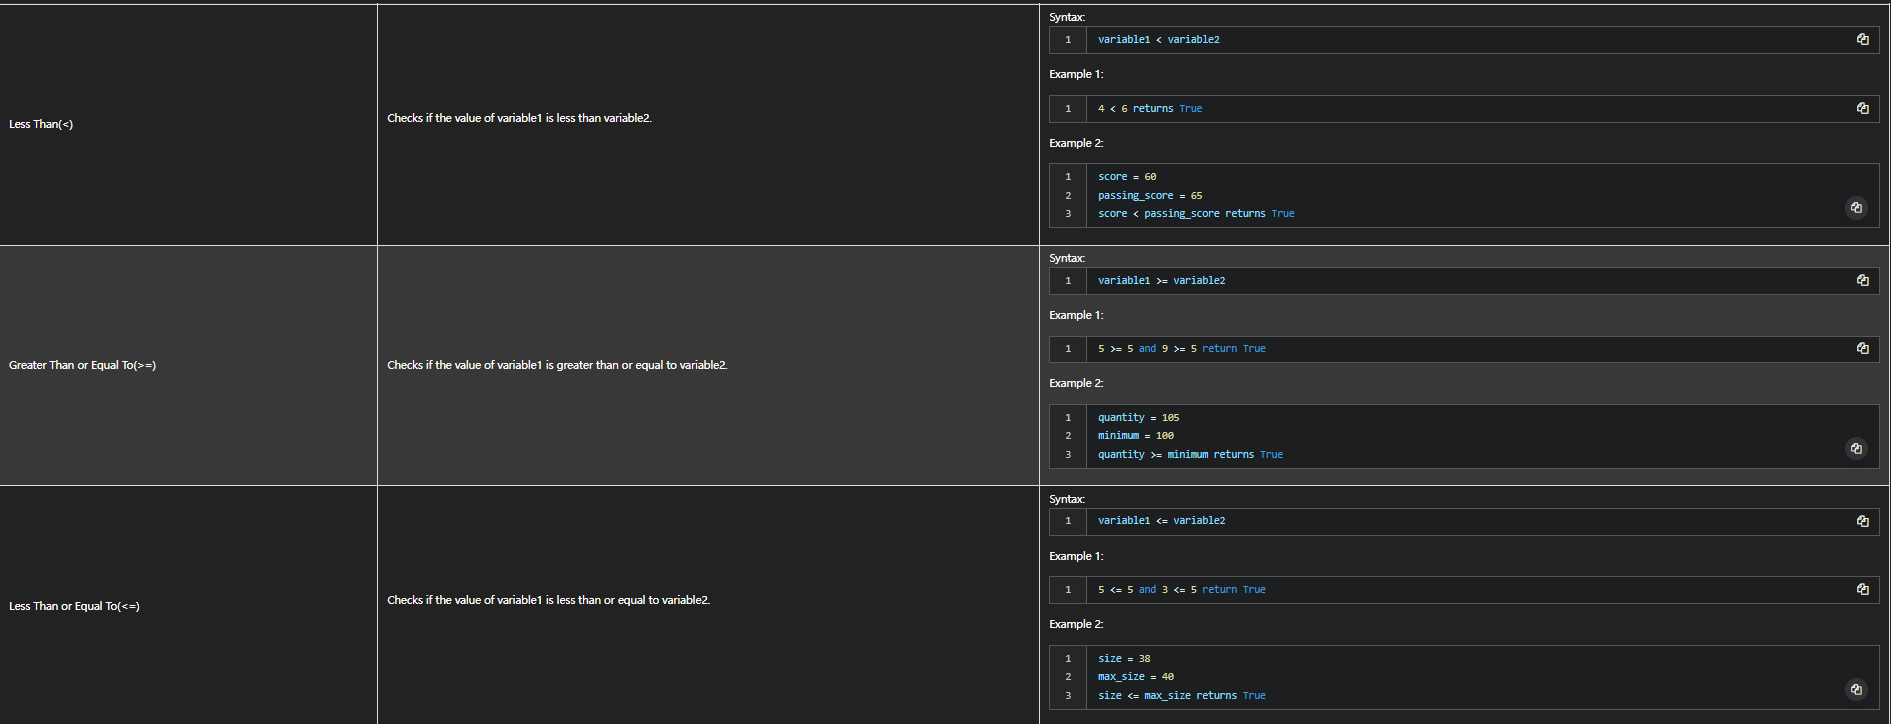 Less Than(<)
Checks if the value of variable1 is less than variable2.
Syntax:
1 variable1 < variable2
Example 1:
1 4 < 6 returns True
Example 2:
1 score = 60
2 passing_score = 65
3 score < passing_score returns True
Greater Than or Equal To(>=)
Checks if the value of variable1 is greater than or equal to variable2.
Syntax:
1 variable1 >= variable2
Example 1:
1 5 >= 5 and 9 >= 5 return True
Example 2:
1 quantity = 105
2 minimum = 100
3 quantity >= minimum returns True
Less Than or Equal To(<=)
Checks if the value of variable1 is less than or equal to variable2.
Syntax:
1 variable1 <= variable2
Example 1:
1 5 <= 5 and 3 <= 5 return True
Example 2:
1 size = 38
2 max_size = 40
3 size <= max_size returns True